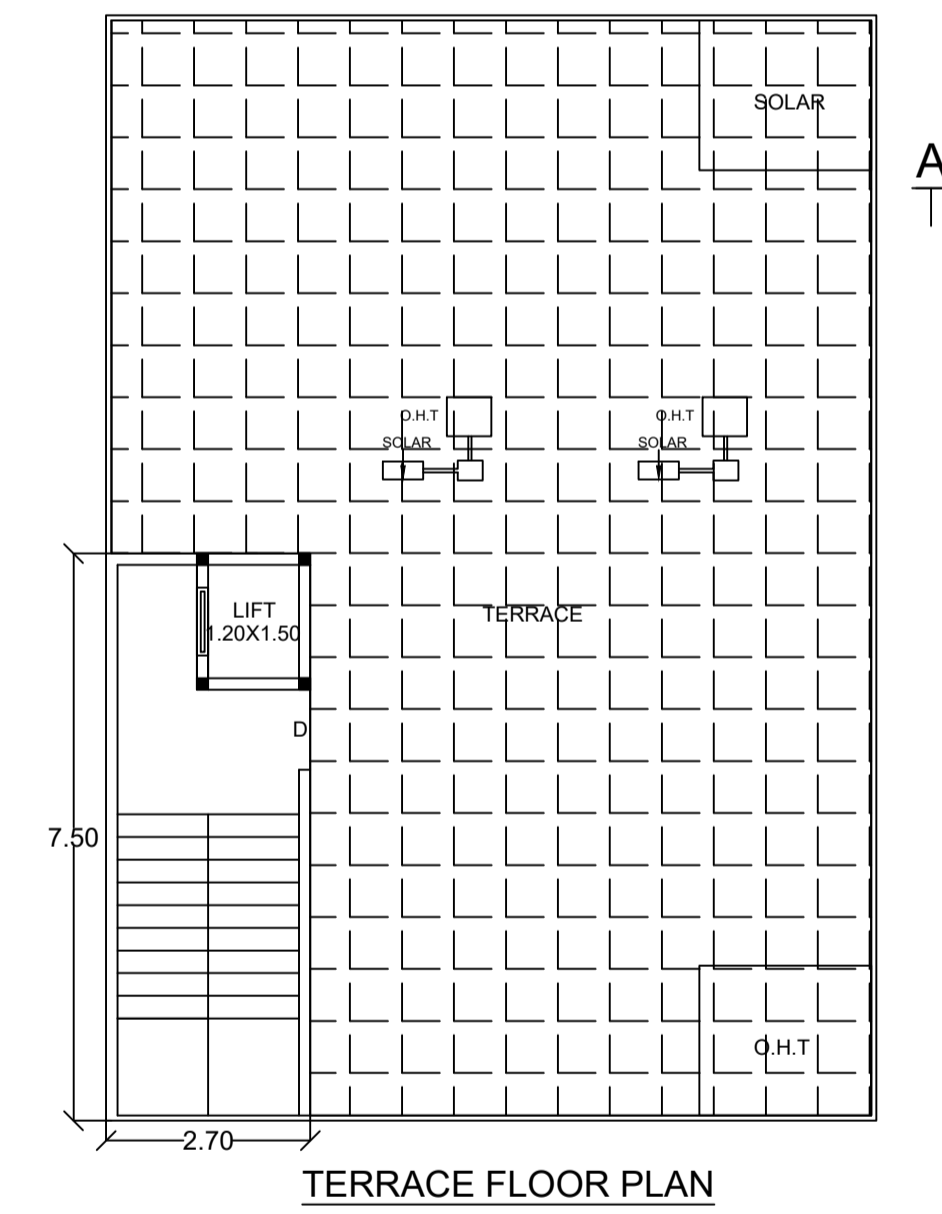 SOLAR
A
O.H.T
SOLAR
O.H.T
SOLAR
LIFT
1.20X1.50
TERRACE
D
7.50
O.H.T
2.70
TERRACE FLOOR PLAN